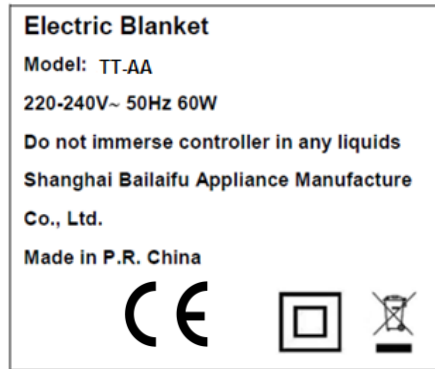 Electric Blanket
Model: TT-AA
220-240V~ 50Hz 60W
Do not immerse controller in any liquids
Shanghai Bailaifu Appliance Manufacture
Co., Ltd.
Made in P.R. China
CE